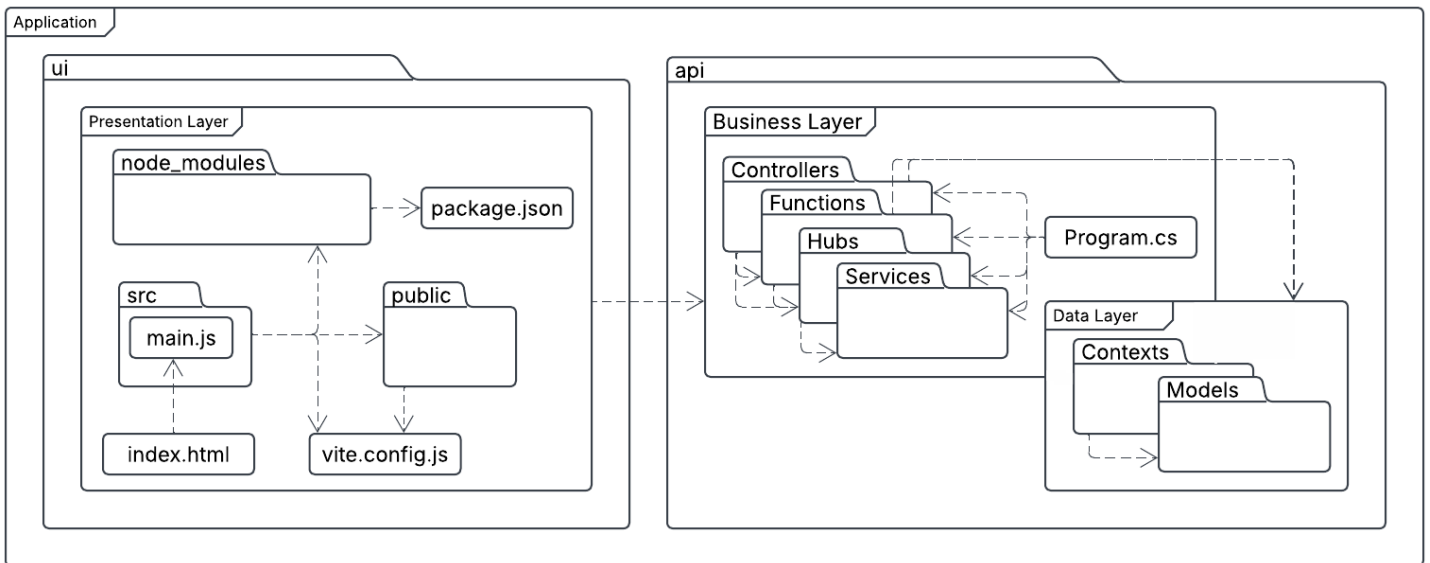 Application
ui
Presentation Layer
node_modules
package.json
src
main.js
public
index.html
vite.config.js
api
Business Layer
Controllers
Functions
Hubs
Services
Program.cs
Data Layer
Contexts
Models